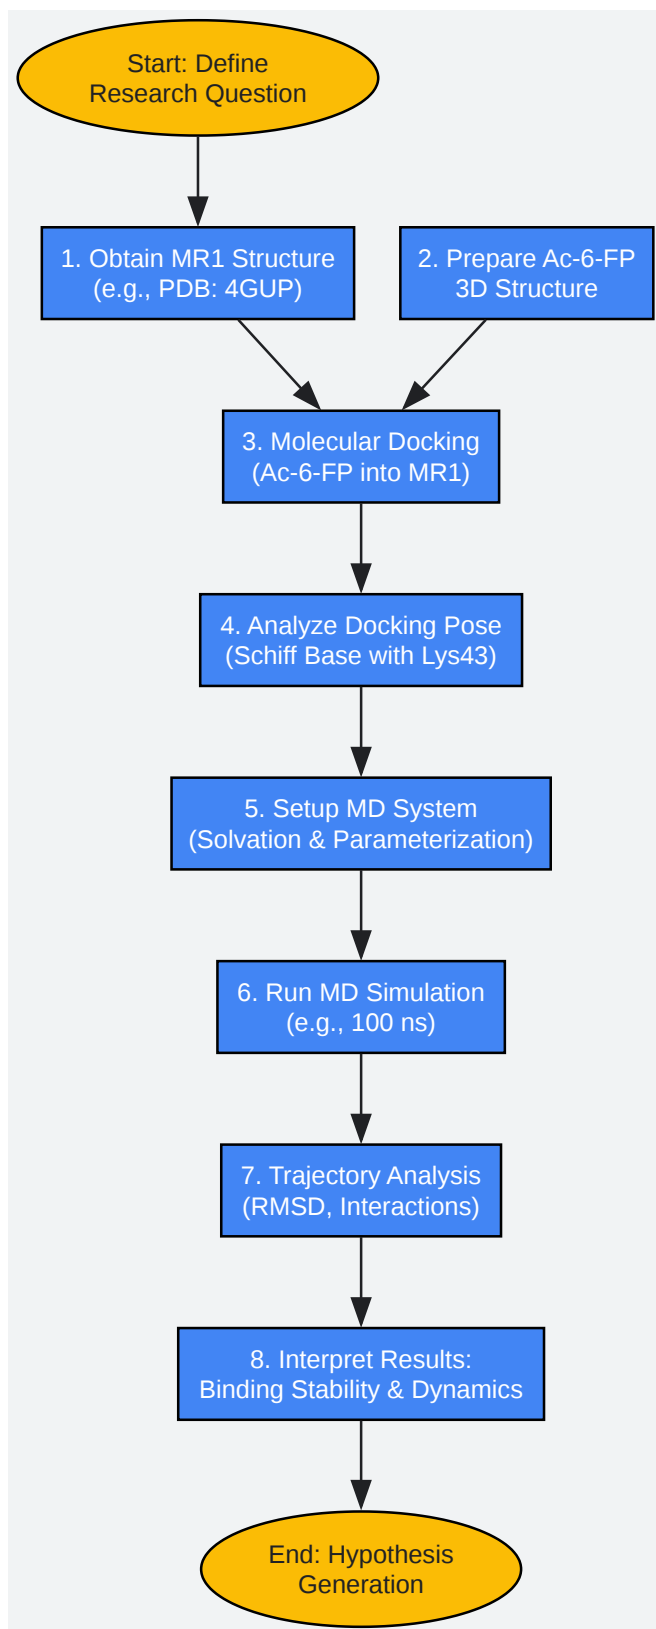 Start: Define
Research Question
1. Obtain MR1 Structure
(e.g., PDB: 4GUP)
2. Prepare Ac-6-FP
3D Structure
3. Molecular Docking
(Ac-6-FP into MR1)
4. Analyze Docking Pose
(Schiff Base with Lys43)
5. Setup MD System
(Solvation & Parameterization)
6. Run MD Simulation
(e.g., 100 ns)
7. Trajectory Analysis
(RMSD, Interactions)
8. Interpret Results:
Binding Stability & Dynamics
End: Hypothesis
Generation